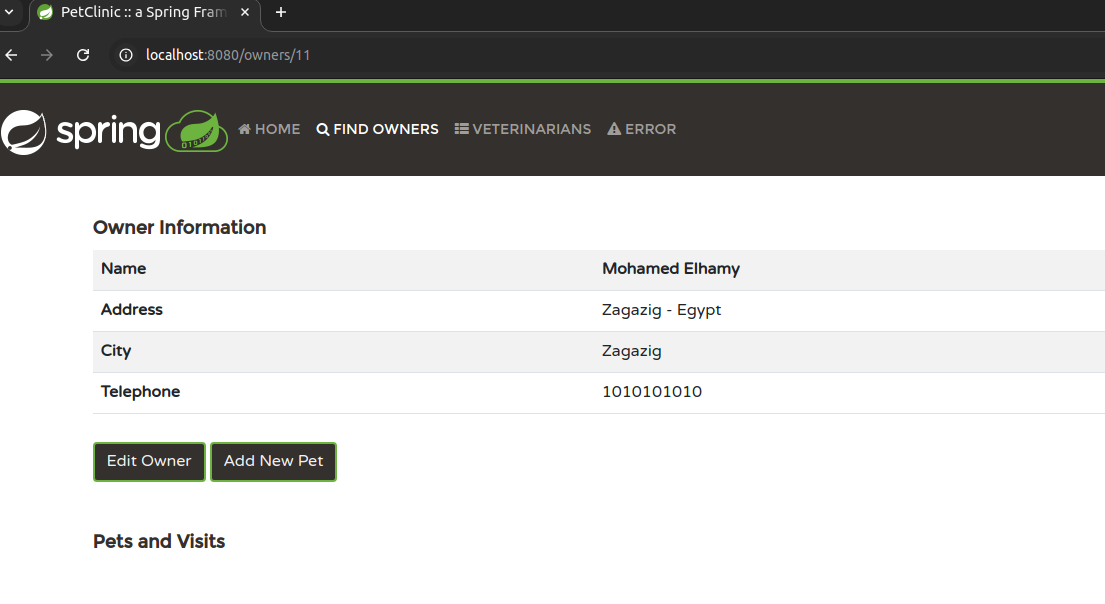 PetClinic :: a Spring Fram
localhost:8080/owners/11
spring HOME FIND OWNERS VETERINARIANS ERROR
Owner Information
Name Mohamed Elhamy
Address Zagazig - Egypt
City Zagazig
Telephone 1010101010
Edit Owner Add New Pet
Pets and Visits